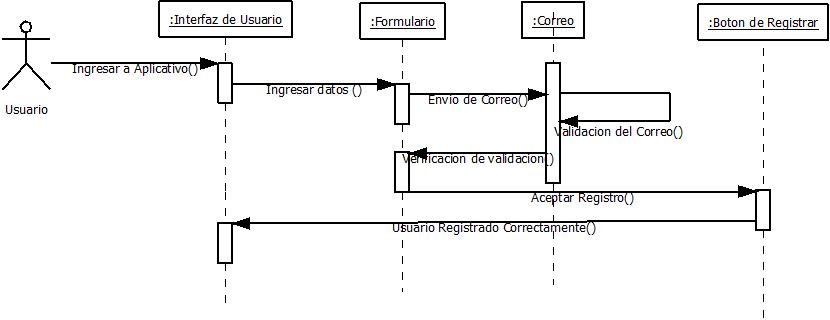 :Interfaz de Usuario
:Formulario
:Correo
:Boton de Registrar
Usuario
Ingresar a Aplicativo()
Ingresar datos ()
Envio de Correo()
Validacion del Correo()
Verificacion de validacion()
Aceptar Registro()
Usuario Registrado Correctamente()